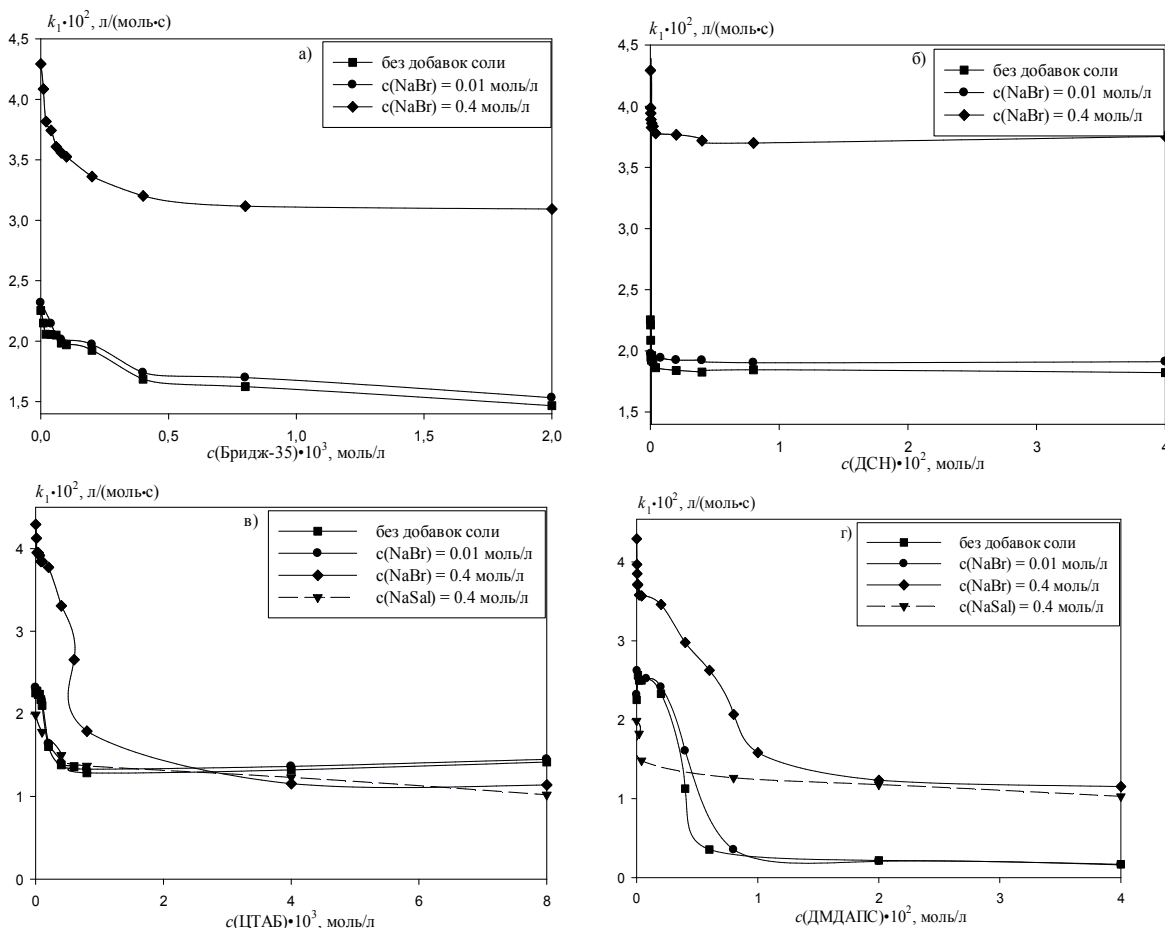 k₁•10², л/(моль•с)
а)
без добавок соли
c(NaBr) = 0.01 моль/л
c(NaBr) = 0.4 моль/л
4,5
4,0
3,5
3,0
2,5
2,0
1,5
0,0 0,5 1,0 1,5 2,0
c(Бридж-35)•10³, моль/л
k₁•10², л/(моль•с)
б)
без добавок соли
c(NaBr) = 0.01 моль/л
c(NaBr) = 0.4 моль/л
4,5
4,0
3,5
3,0
2,5
2,0
1,5
0 1 2 3 4
c(ДСН)•10², моль/л
k₁•10², л/(моль•с)
в)
без добавок соли
c(NaBr) = 0.01 моль/л
c(NaBr) = 0.4 моль/л
c(NaSal) = 0.4 моль/л
4
3
2
1
0
0 2 4 6 8
c(ЦТАБ)•10³, моль/л
k₁•10², л/(моль•с)
г)
без добавок соли
c(NaBr) = 0.01 моль/л
c(NaBr) = 0.4 моль/л
c(NaSal) = 0.4 моль/л
4
3
2
1
0
0 1 2 3 4
c(ДМДАПС)•10², моль/л